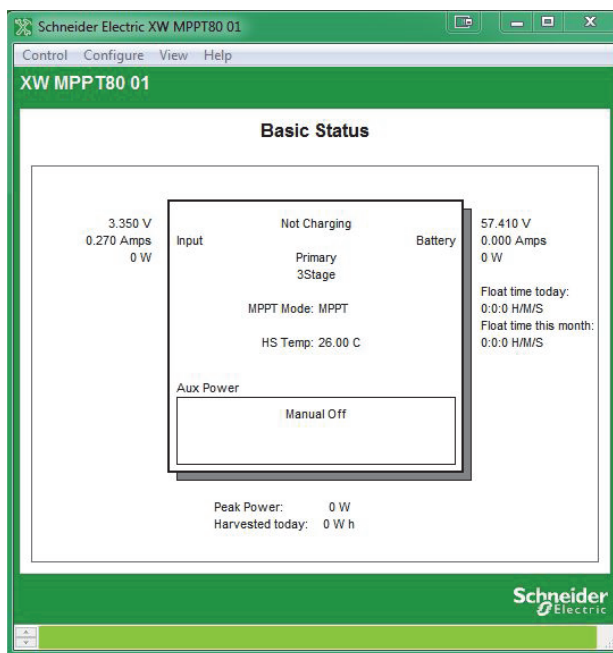 Schneider Electric XW MPPT80 01
Control Configure View Help
XW MPPT80 01
Basic Status
3.350 V
0.270 Amps
0 W
Not Charging
Input Battery
Primary
3Stage
MPPT Mode: MPPT
HS Temp: 26.00 C
57.410 V
0.000 Amps
0 W
Float time today:
0:0:0 H/M/S
Float time this month:
0:0:0 H/M/S
Aux Power
Manual Off
Peak Power: 0 W
Harvested today: 0 W h
Schneider
Electric